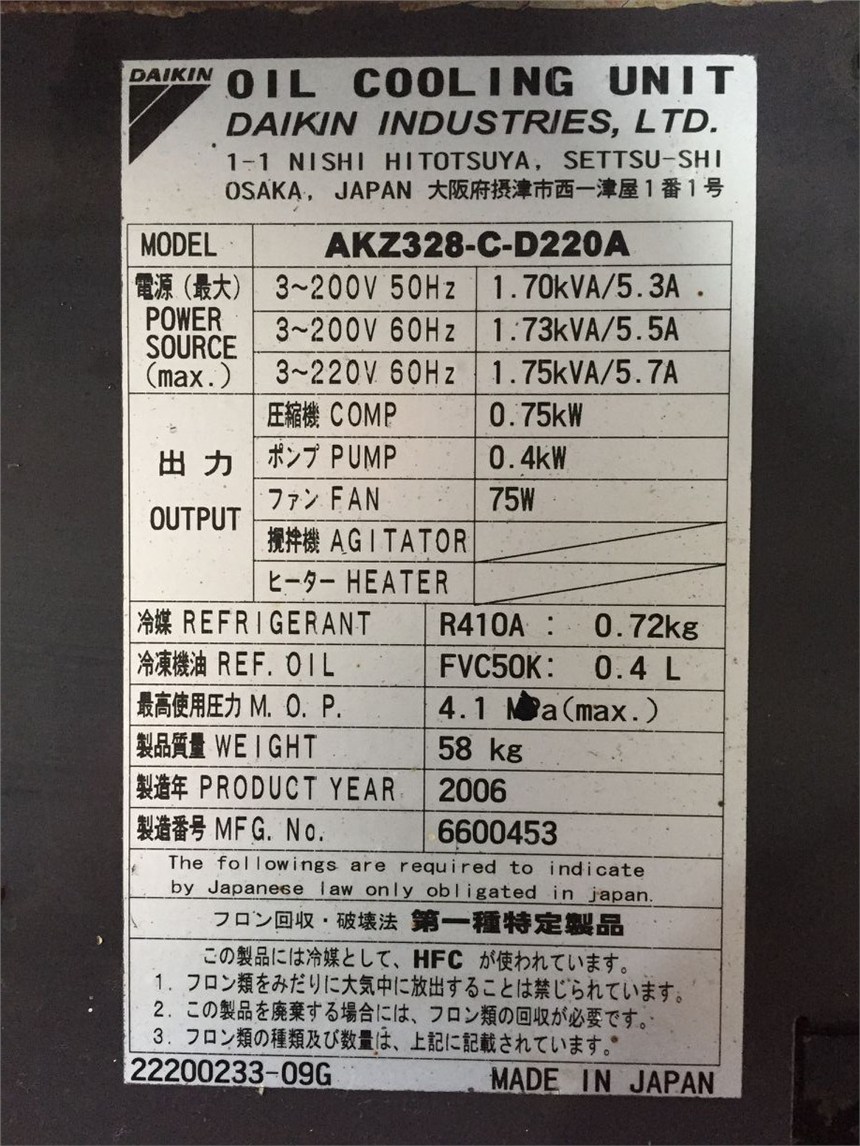 DAIKIN
OIL COOLING UNIT
DAIKIN INDUSTRIES, LTD.
1-1 NISHI HITOTSUYA, SETTSU-SHI
OSAKA, JAPAN 大阪府摂津市西一津屋1番1号
MODEL AKZ328-C-D220A
電源(最大) POWER SOURCE (max.)
3~200V 50Hz 1.70kVA/5.3A
3~200V 60Hz 1.73kVA/5.5A
3~220V 60Hz 1.75kVA/5.7A
出力 OUTPUT
圧縮機 COMP 0.75kW
ポンプ PUMP 0.4kW
ファン FAN 75W
攪拌機 AGITATOR
ヒーター HEATER
冷媒 REFRIGERANT R410A : 0.72kg
冷凍機油 REF. OIL FVC50K: 0.4 L
最高使用圧力 M. O. P. 4.1 (max.)
製品質量 WEIGHT 58 kg
製造年 PRODUCT YEAR 2006
製造番号 MFG. No. 6600453
The followings are required to indicate
by Japanese law only obligated in japan.
フロン回収・破壊法 第一種特定製品
この製品には冷媒として、HFC が使われています。
1. フロン類をみだりに大気中に放出することは禁じられています。
2. この製品を廃棄する場合には、フロン類の回収が必要です。
3. フロン類の種類及び数量は、上記に記載されています。
22200233-09G MADE IN JAPAN